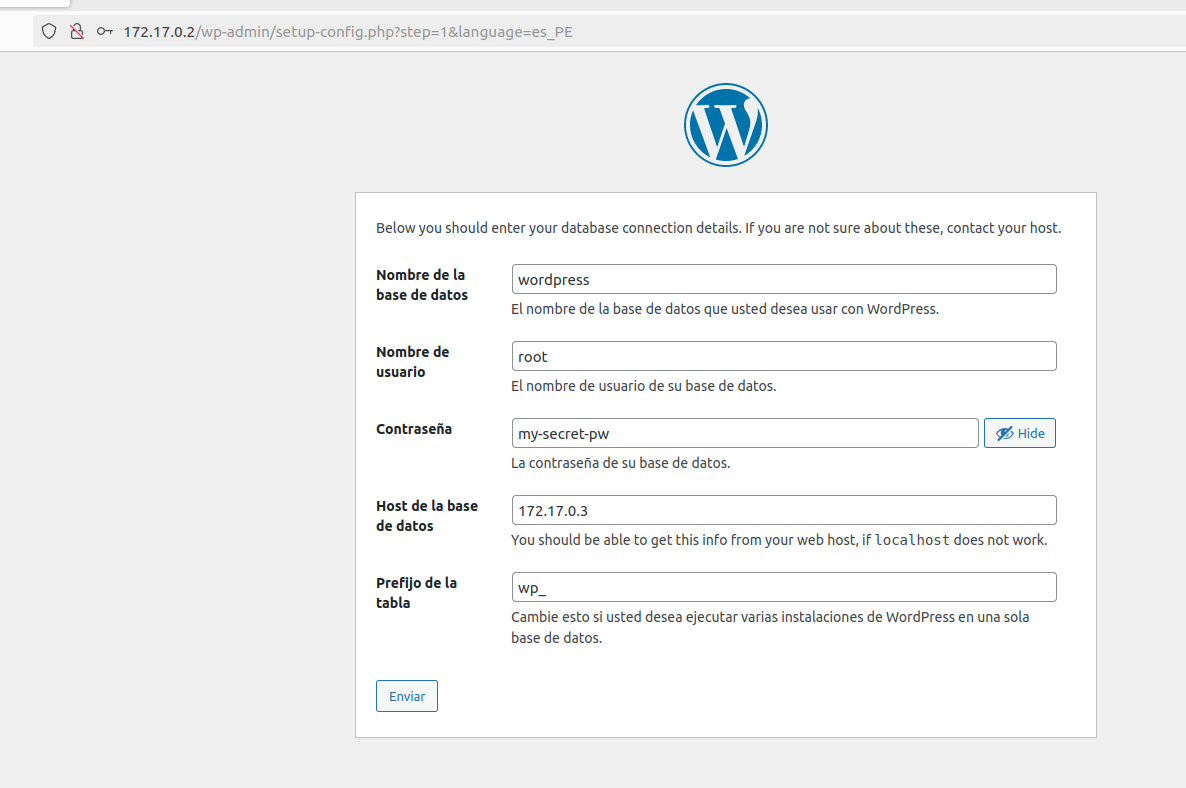 172.17.0.2/wp-admin/setup-config.php?step=1&language=es_PE
Below you should enter your database connection details. If you are not sure about these, contact your host.
Nombre de la
base de datos
wordpress
El nombre de la base de datos que usted desea usar con WordPress.
Nombre de
usuario
root
El nombre de usuario de su base de datos.
Contraseña
my-secret-pw
Hide
La contraseña de su base de datos.
Host de la base
de datos
172.17.0.3
You should be able to get this info from your web host, if localhost does not work.
Prefijo de la
tabla
wp_
Cambie esto si usted desea ejecutar varias instalaciones de WordPress en una sola
base de datos.
Enviar